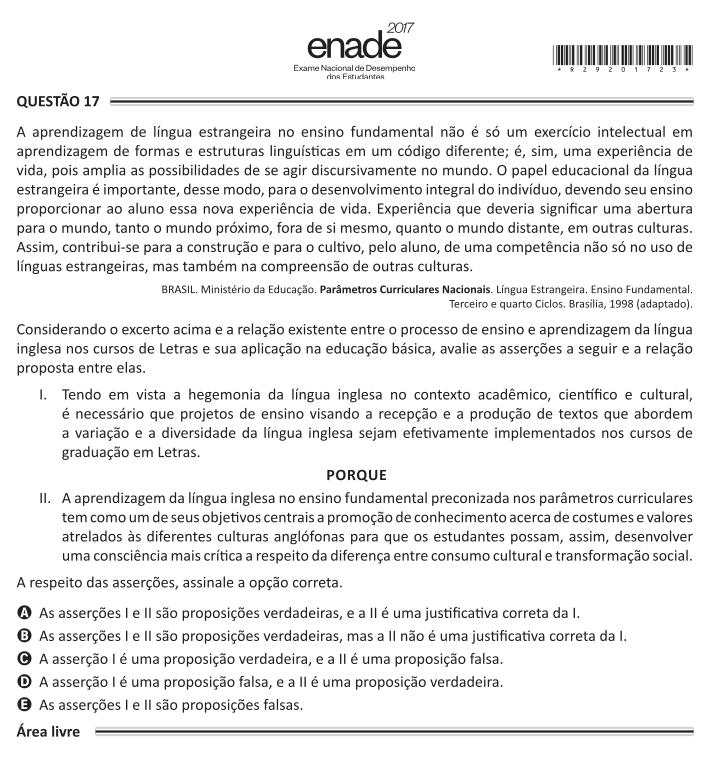 2017
enade
Exame Nacional de Desempenho
dos Estudantes
*R29201723*
QUESTÃO 17
A aprendizagem de língua estrangeira no ensino fundamental não é só um exercício intelectual em
aprendizagem de formas e estruturas linguísticas em um código diferente; é, sim, uma experiência de
vida, pois amplia as possibilidades de se agir discursivamente no mundo. O papel educacional da língua
estrangeira é importante, desse modo, para o desenvolvimento integral do indivíduo, devendo seu ensino
proporcionar ao aluno essa nova experiência de vida. Experiência que deveria significar uma abertura
para o mundo, tanto o mundo próximo, fora de si mesmo, quanto o mundo distante, em outras culturas.
Assim, contribui-se para a construção e para o cultivo, pelo aluno, de uma competência não só no uso de
línguas estrangeiras, mas também na compreensão de outras culturas.
BRASIL. Ministério da Educação. Parâmetros Curriculares Nacionais. Língua Estrangeira. Ensino Fundamental.
Terceiro e quarto Ciclos. Brasília, 1998 (adaptado).
Considerando o excerto acima e a relação existente entre o processo de ensino e aprendizagem da língua
inglesa nos cursos de Letras e sua aplicação na educação básica, avalie as asserções a seguir e a relação
proposta entre elas.
I. Tendo em vista a hegemonia da língua inglesa no contexto acadêmico, científico e cultural,
é necessário que projetos de ensino visando a recepção e a produção de textos que abordem
a variação e a diversidade da língua inglesa sejam efetivamente implementados nos cursos de
graduação em Letras.
PORQUE
II. A aprendizagem da língua inglesa no ensino fundamental preconizada nos parâmetros curriculares
tem como um de seus objetivos centrais a promoção de conhecimento acerca de costumes e valores
atrelados às diferentes culturas anglófonas para que os estudantes possam, assim, desenvolver
uma consciência mais crítica a respeito da diferença entre consumo cultural e transformação social.
A respeito das asserções, assinale a opção correta.
A As asserções I e II são proposições verdadeiras, e a II é uma justificativa correta da I.
B As asserções I e II são proposições verdadeiras, mas a II não é uma justificativa correta da I.
C A asserção I é uma proposição verdadeira, e a II é uma proposição falsa.
D A asserção I é uma proposição falsa, e a II é uma proposição verdadeira.
E As asserções I e II são proposições falsas.
Área livre